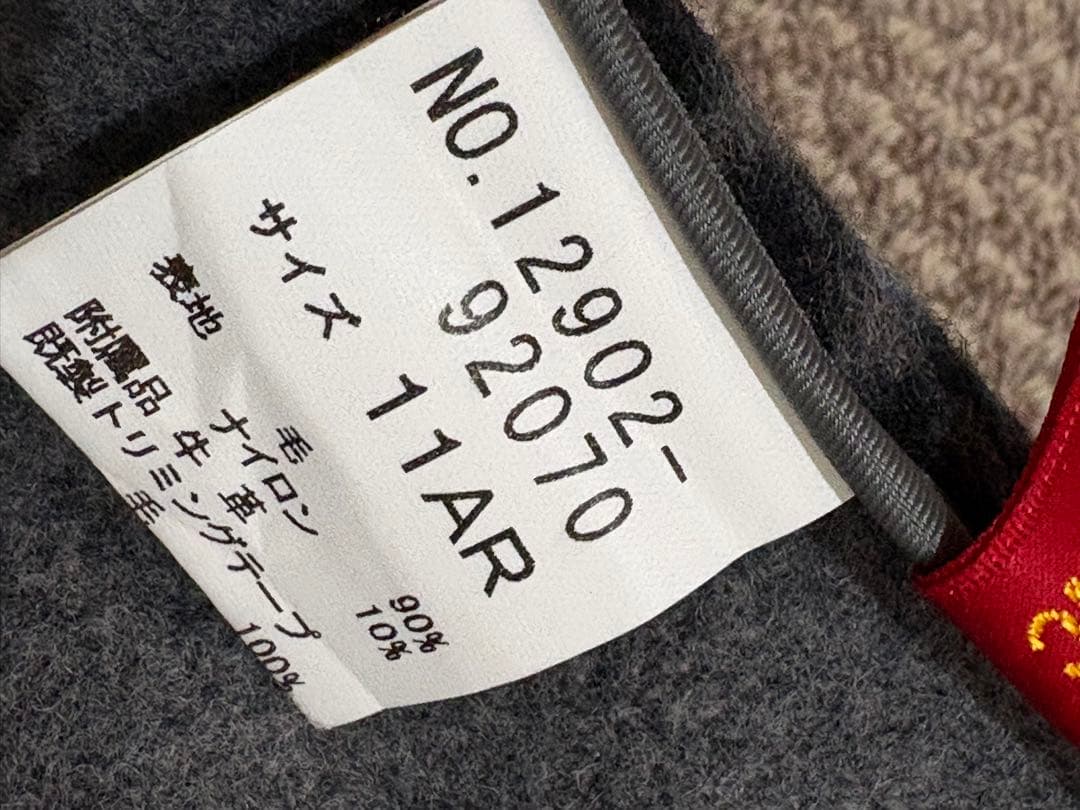 NO.12902-
92070
サイズ 11AR
表地 毛 90%
ナイロン 10%
附属品 牛革
既製トリミングテープ
毛 100%